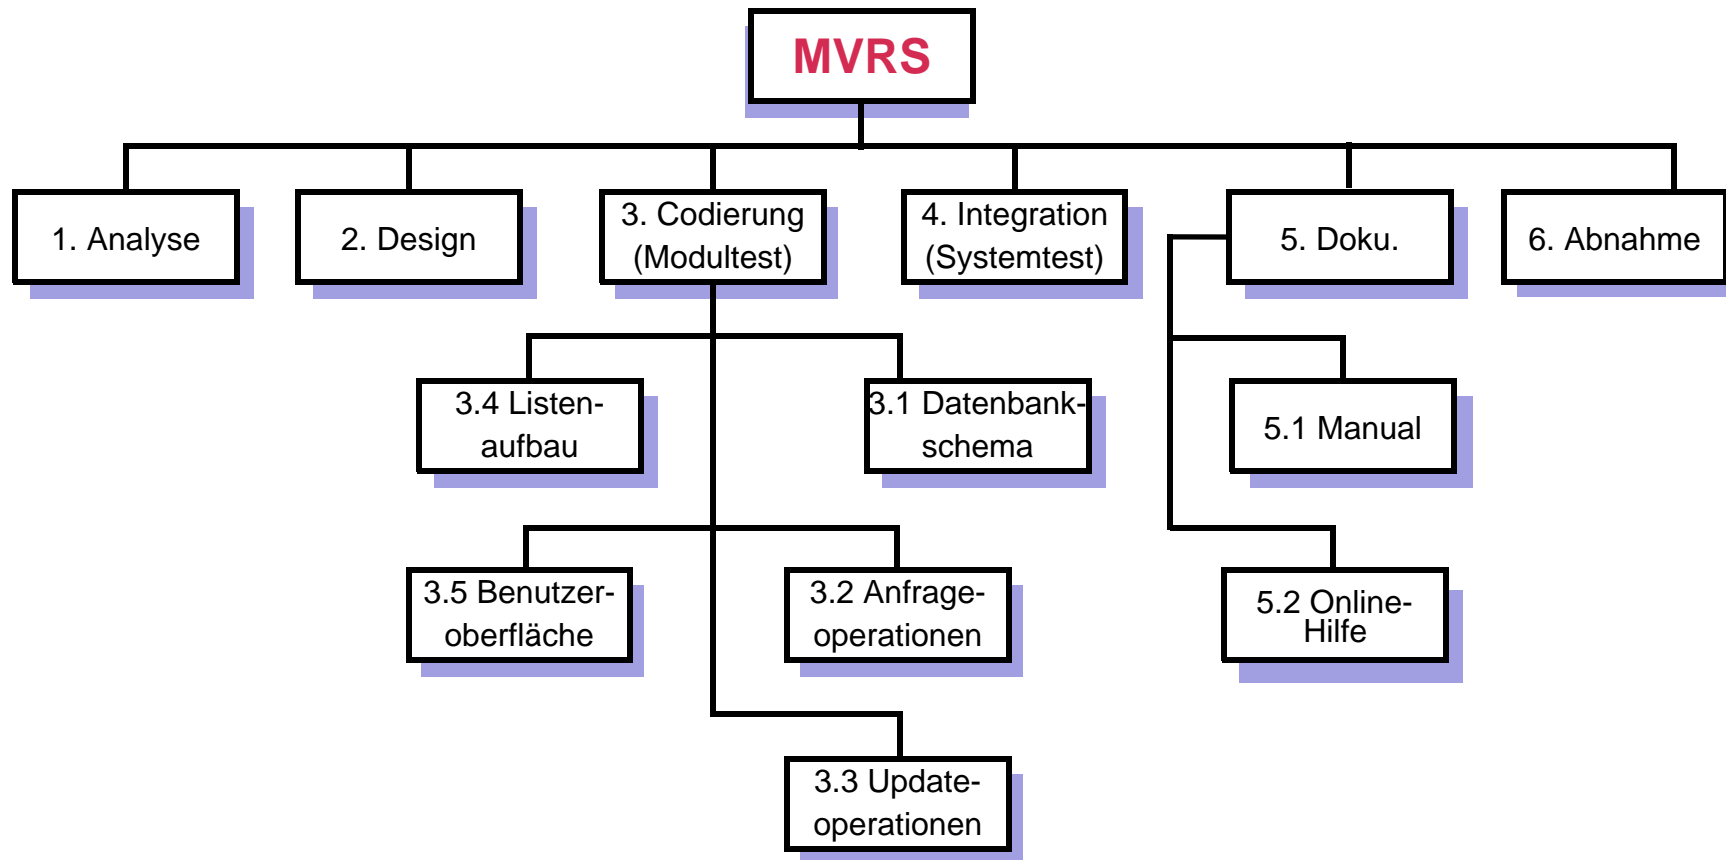 MVRS
1. Analyse
2. Design
3. Codierung
(Modultest)
4. Integration
(Systemtest)
5. Doku.
6. Abnahme
3.4 Listen-
aufbau
3.1 Datenbank-
schema
5.1 Manual
3.5 Benutzer-
oberfläche
3.2 Anfrage-
operationen
5.2 Online-
Hilfe
3.3 Update-
operationen